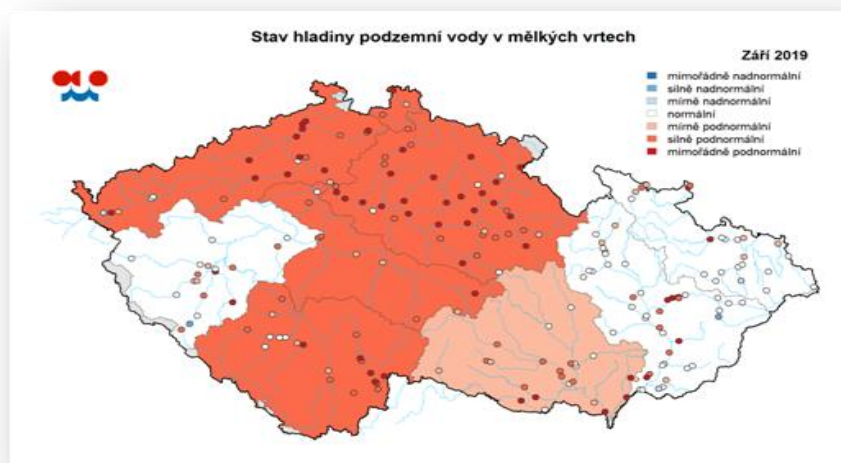 Stav hladiny podzemní vody v mělkých vrtech
Září 2019
mimořádně nadnormální
silně nadnormální
mírně nadnormální
normální
mírně podnormální
silně podnormální
mimořádně podnormální